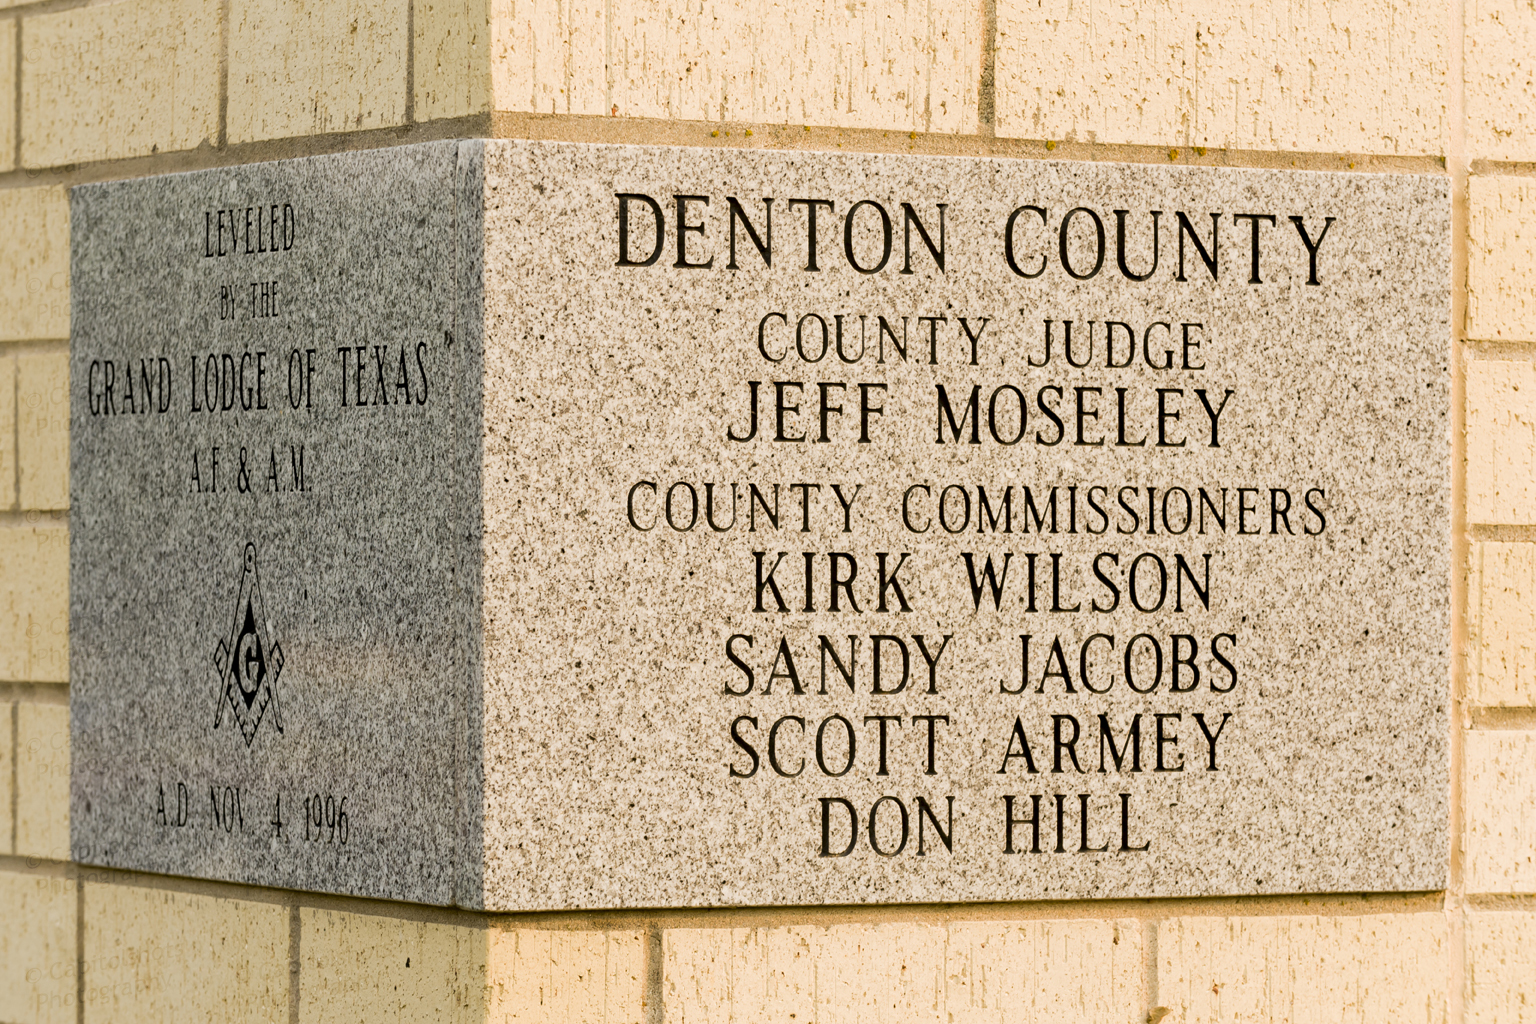 LEVELED
BY THE
GRAND LODGE OF TEXAS
A.F. & A.M.
G
A.D. NOV. 4 1996
DENTON COUNTY
COUNTY JUDGE
JEFF MOSELEY
COUNTY COMMISSIONERS
KIRK WILSON
SANDY JACOBS
SCOTT ARMEY
DON HILL